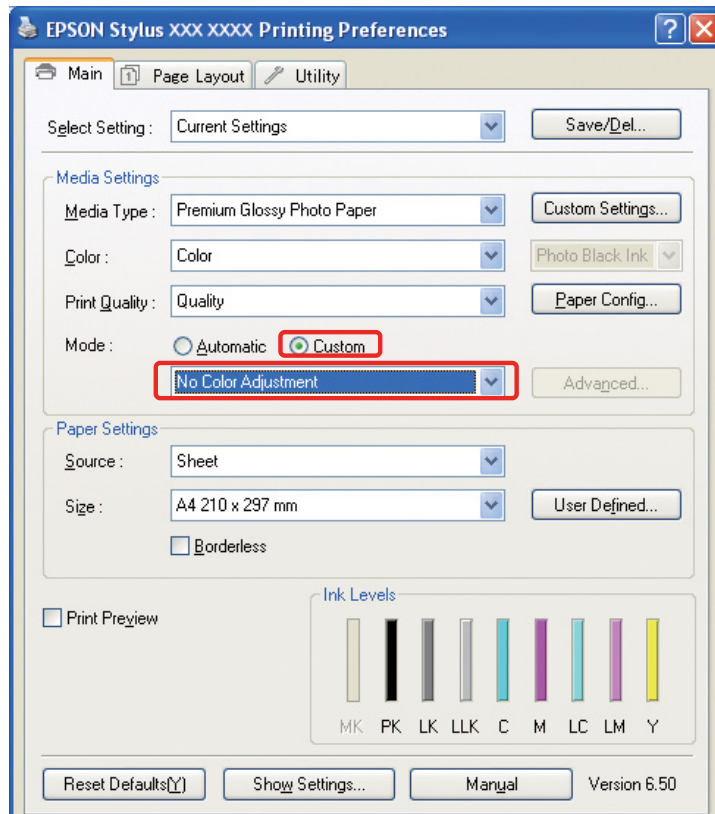 EPSON Stylus XXX XXXX Printing Preferences
Main Page Layout Utility
Select Setting : Current Settings Save/Del...
Media Settings
Media Type : Premium Glossy Photo Paper Custom Settings...
Color : Color Photo Black Ink
Print Quality : Quality Paper Config...
Mode : Automatic Custom
No Color Adjustment Advanced...
Paper Settings
Source : Sheet
Size : A4 210 x 297 mm User Defined...
Borderless
Print Preview
Ink Levels
MK PK LK LLK C M LC LM Y
Reset Defaults(Y) Show Settings... Manual Version 6.50